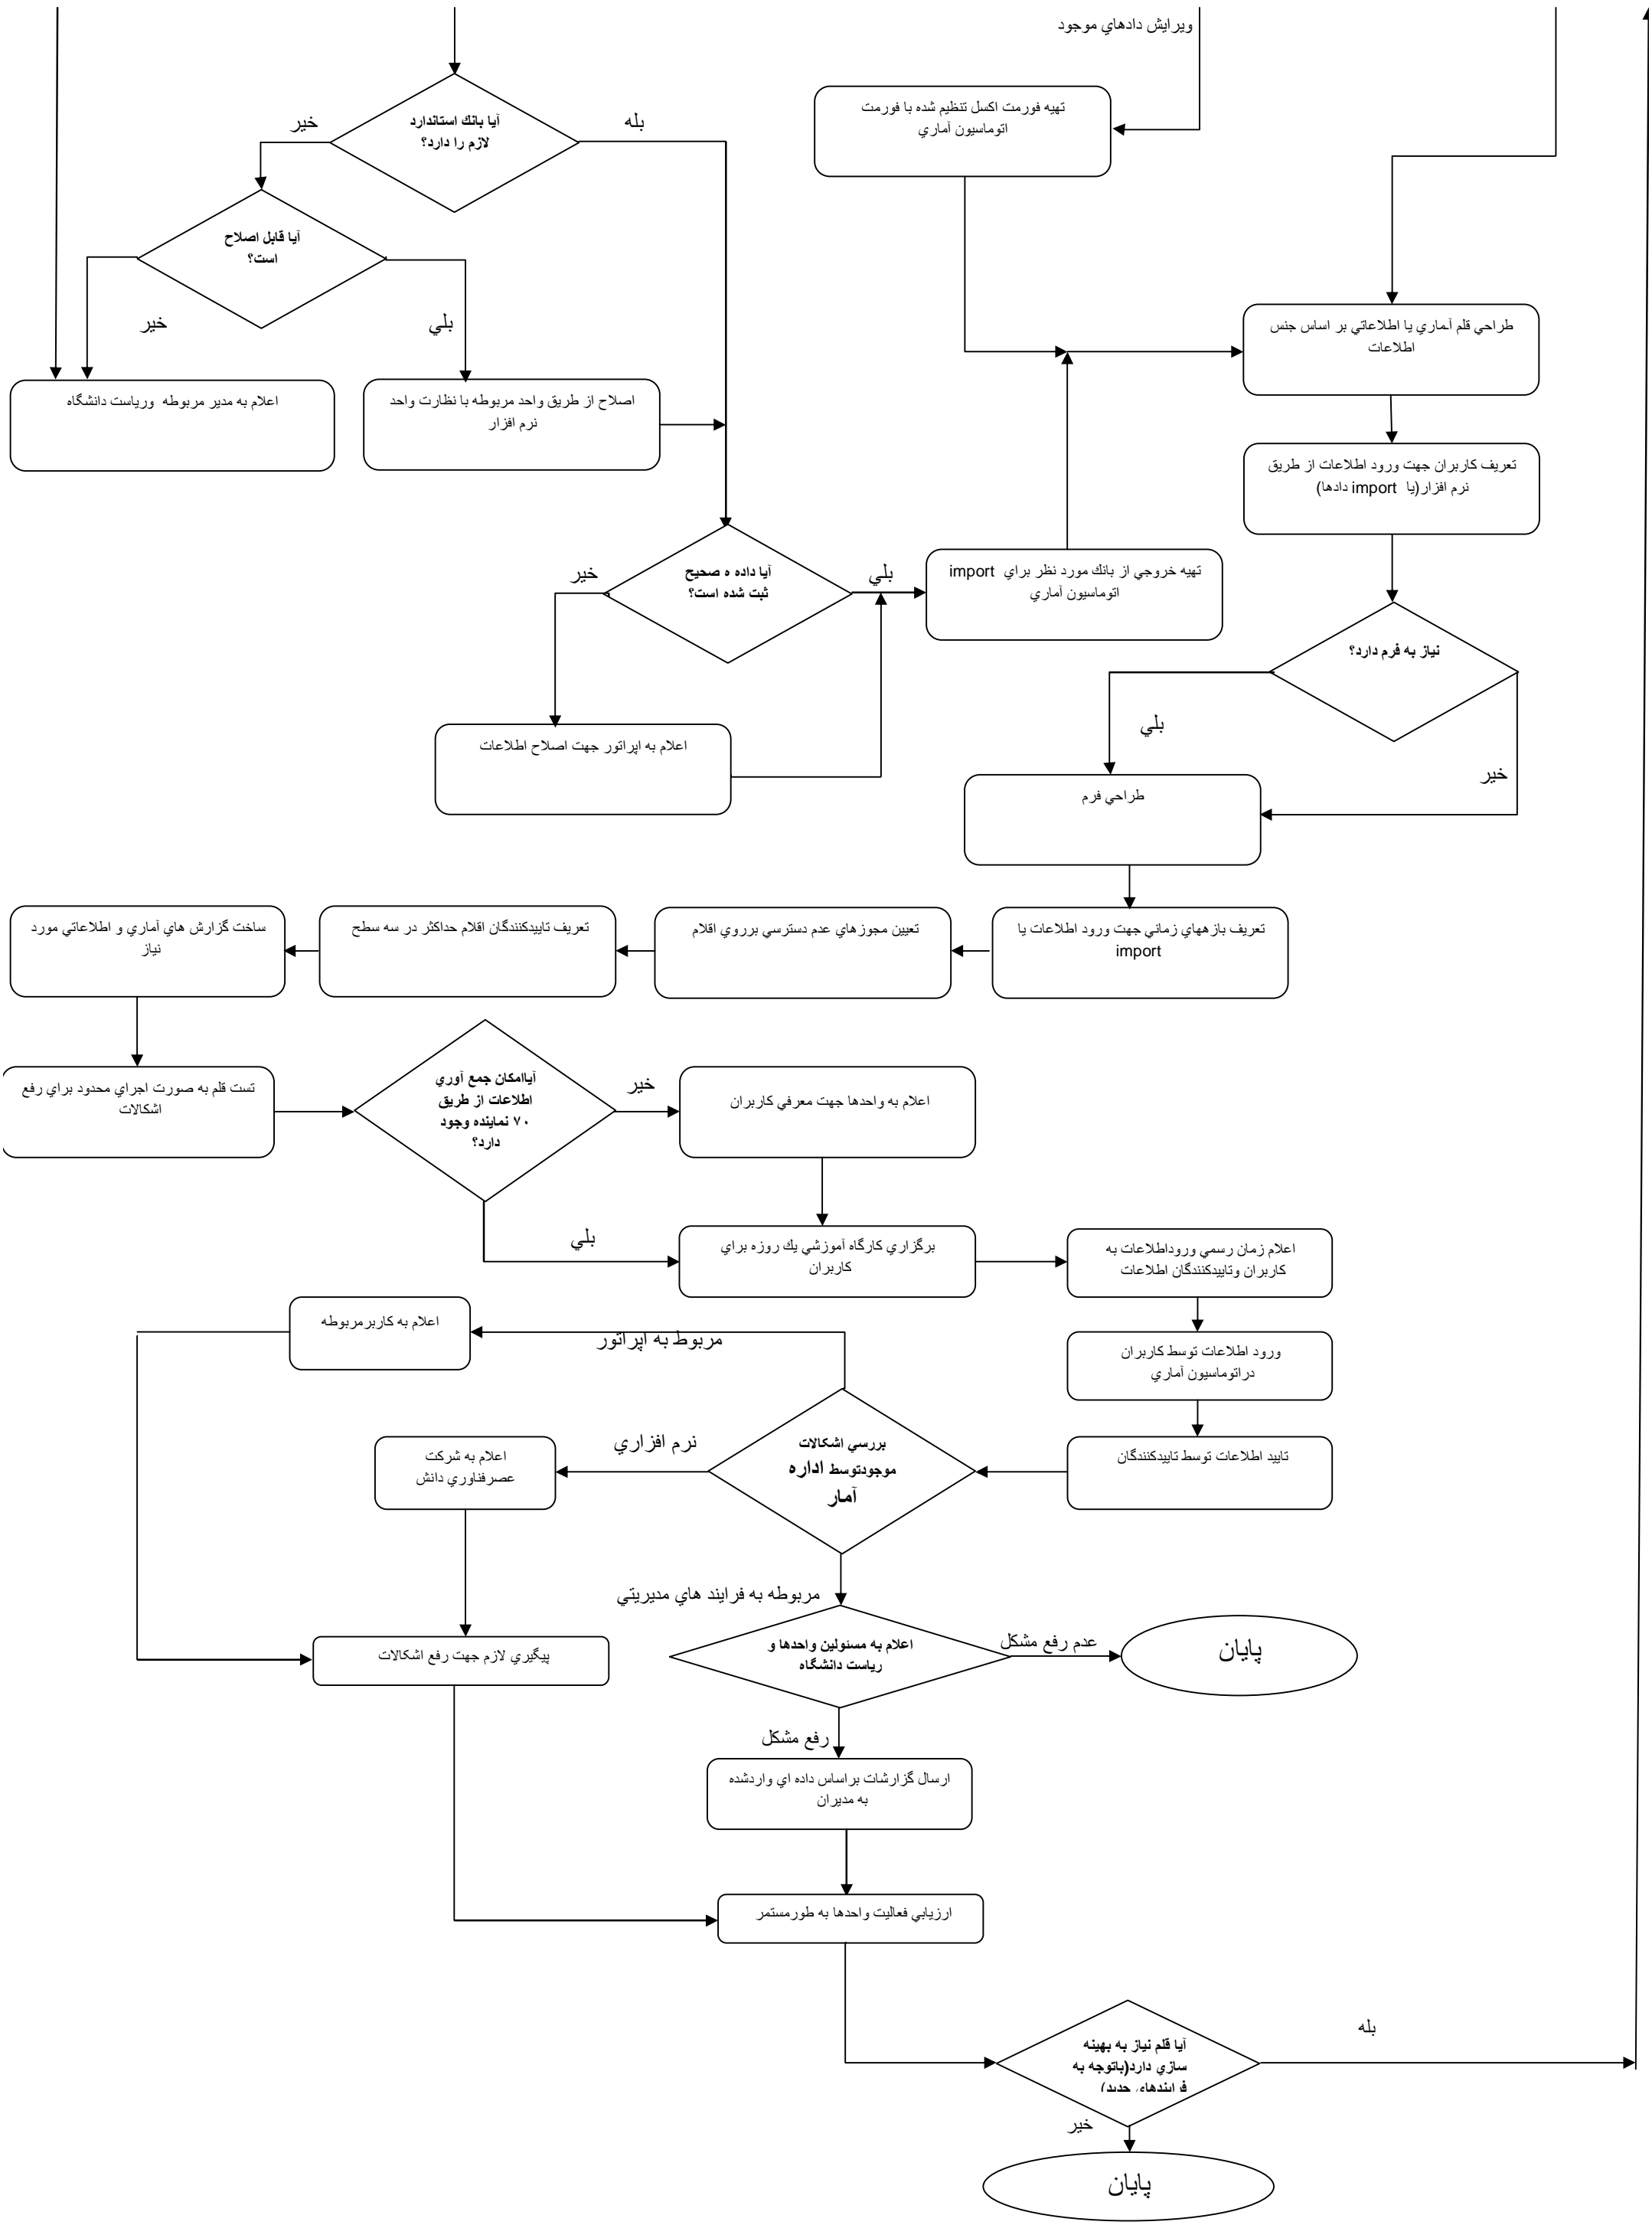 ويرايش دادهاي موجود
تهيه فورمت اكسل تنظيم شده با فورمت
اتوماسيون آماري
آيا بانك استاندارد
لازم را دارد؟
خير
بله
آيا قابل اصلاح
است؟
خير
بلي
طراحي قلم آماري يا اطلاعاتي بر اساس جنس
اطلاعات
اعلام به مدير مربوطه ورياست دانشگاه
اصلاح از طريق واحد مربوطه با نظارت واحد
نرم افزار
تعريف كاربران جهت ورود اطلاعات از طريق
نرم افزار(يا import دادها)
آيا داده ه صحيح
ثبت شده است؟
خير
بلي
تهيه خروجي از بانك مورد نظر براي import
اتوماسيون آماري
نياز به فرم دارد؟
بلي
خير
اعلام به اپراتور جهت اصلاح اطلاعات
طراحي فرم
تعريف بازههاي زماني جهت ورود اطلاعات يا
import
تعيين مجوزهاي عدم دسترسي برروي اقلام
تعريف تاييدكنندگان اقلام حداكثر در سه سطح
ساخت گزارش هاي آماري و اطلاعاتي مورد
نياز
تست قلم به صورت اجراي محدود براي رفع
اشكالات
آياامكان جمع آوري
اطلاعات از طريق
۷۰ نماينده وجود
دارد؟
خير
بلي
اعلام به واحدها جهت معرفي كاربران
برگزاري كارگاه آموزشي يك روزه براي
كاربران
اعلام زمان رسمي وروداطلاعات به
كاربران وتاييدكنندگان اطلاعات
ورود اطلاعات توسط كاربران
دراتوماسيون آماري
تاييد اطلاعات توسط تاييدكنندگان
بررسي اشكالات
موجودتوسط اداره
آمار
مربوط به اپراتور
اعلام به كاربرمربوطه
نرم افزاري
اعلام به شركت
عصرفناوري دانش
مربوطه به فرايند هاي مديريتي
پيگيري لازم جهت رفع اشكالات
اعلام به مسئولين واحدها و
رياست دانشگاه
عدم رفع مشكل
پايان
رفع مشكل
ارسال گزارشات براساس داده اي واردشده
به مديران
ارزيابي فعاليت واحدها به طورمستمر
آيا قلم نياز به بهينه
سازي دارد(باتوجه به
فرايندهاي جديد)
بله
خير
پايان